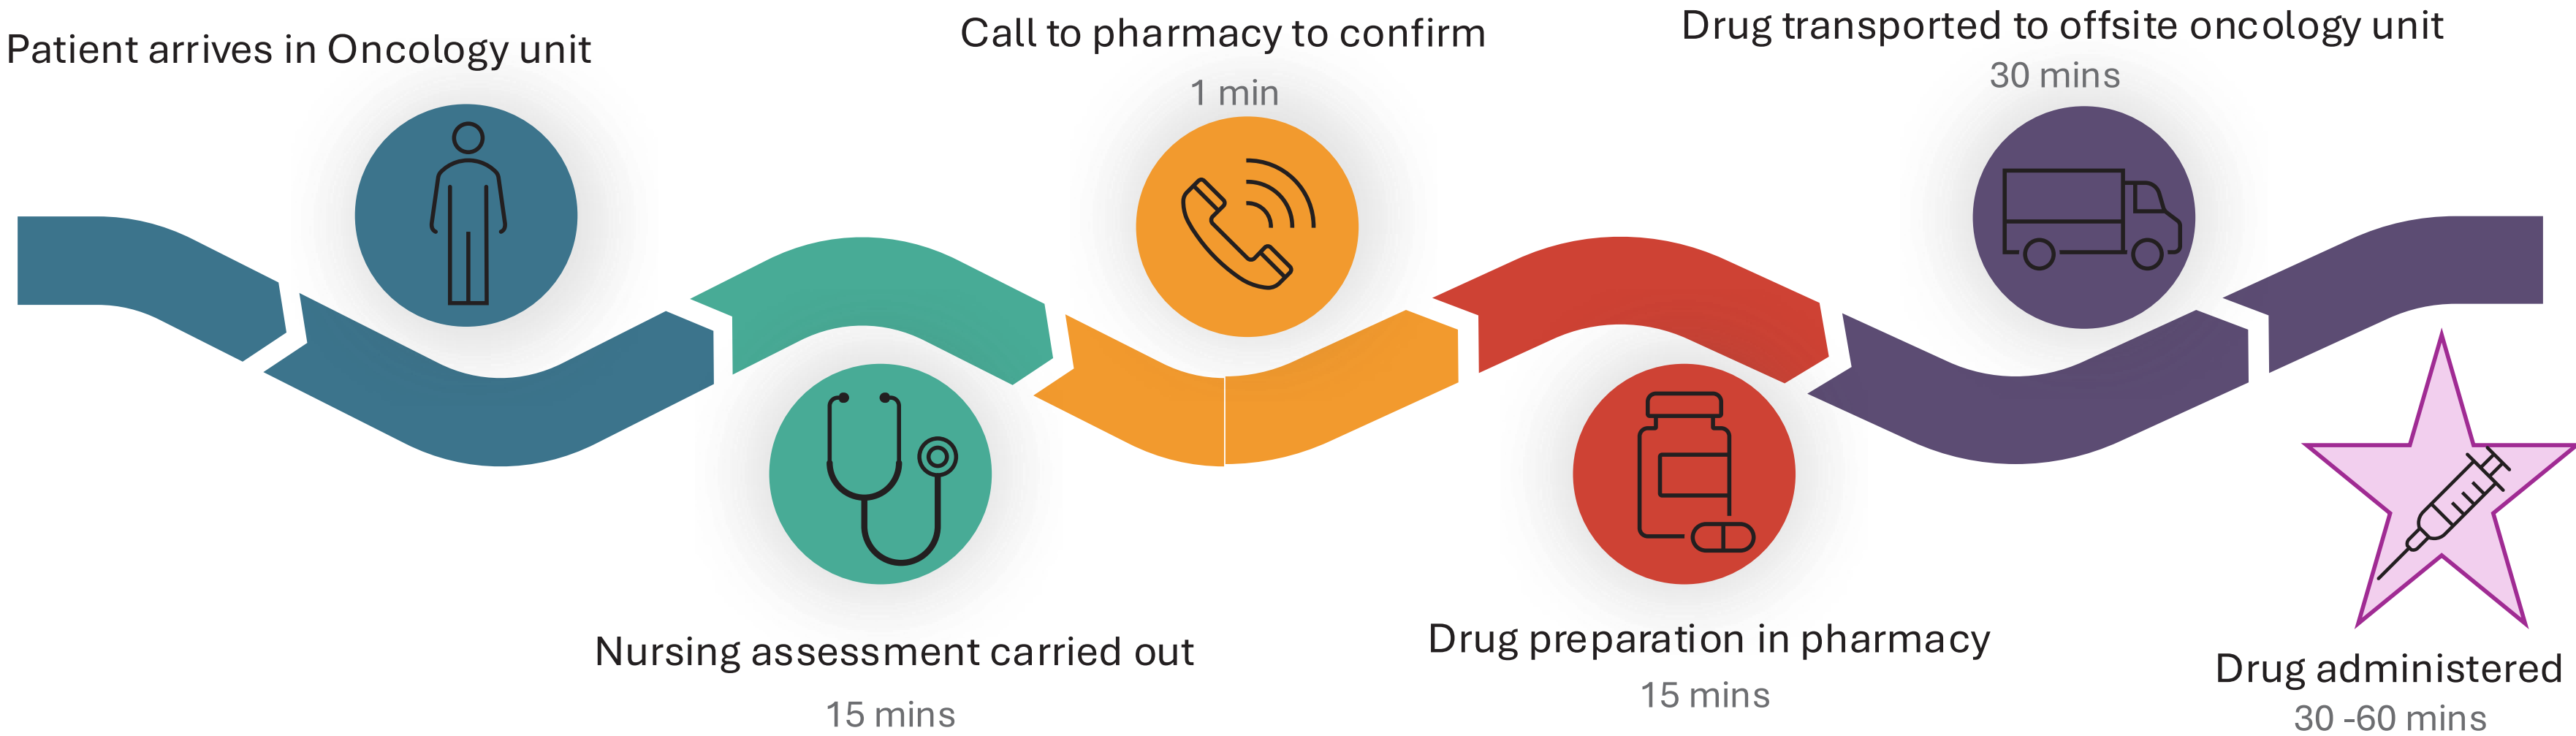 Patient arrives in Oncology unit
Nursing assessment carried out
15 mins
Call to pharmacy to confirm
1 min
Drug preparation in pharmacy
15 mins
Drug transported to offsite oncology unit
30 mins
Drug administered
30 -60 mins